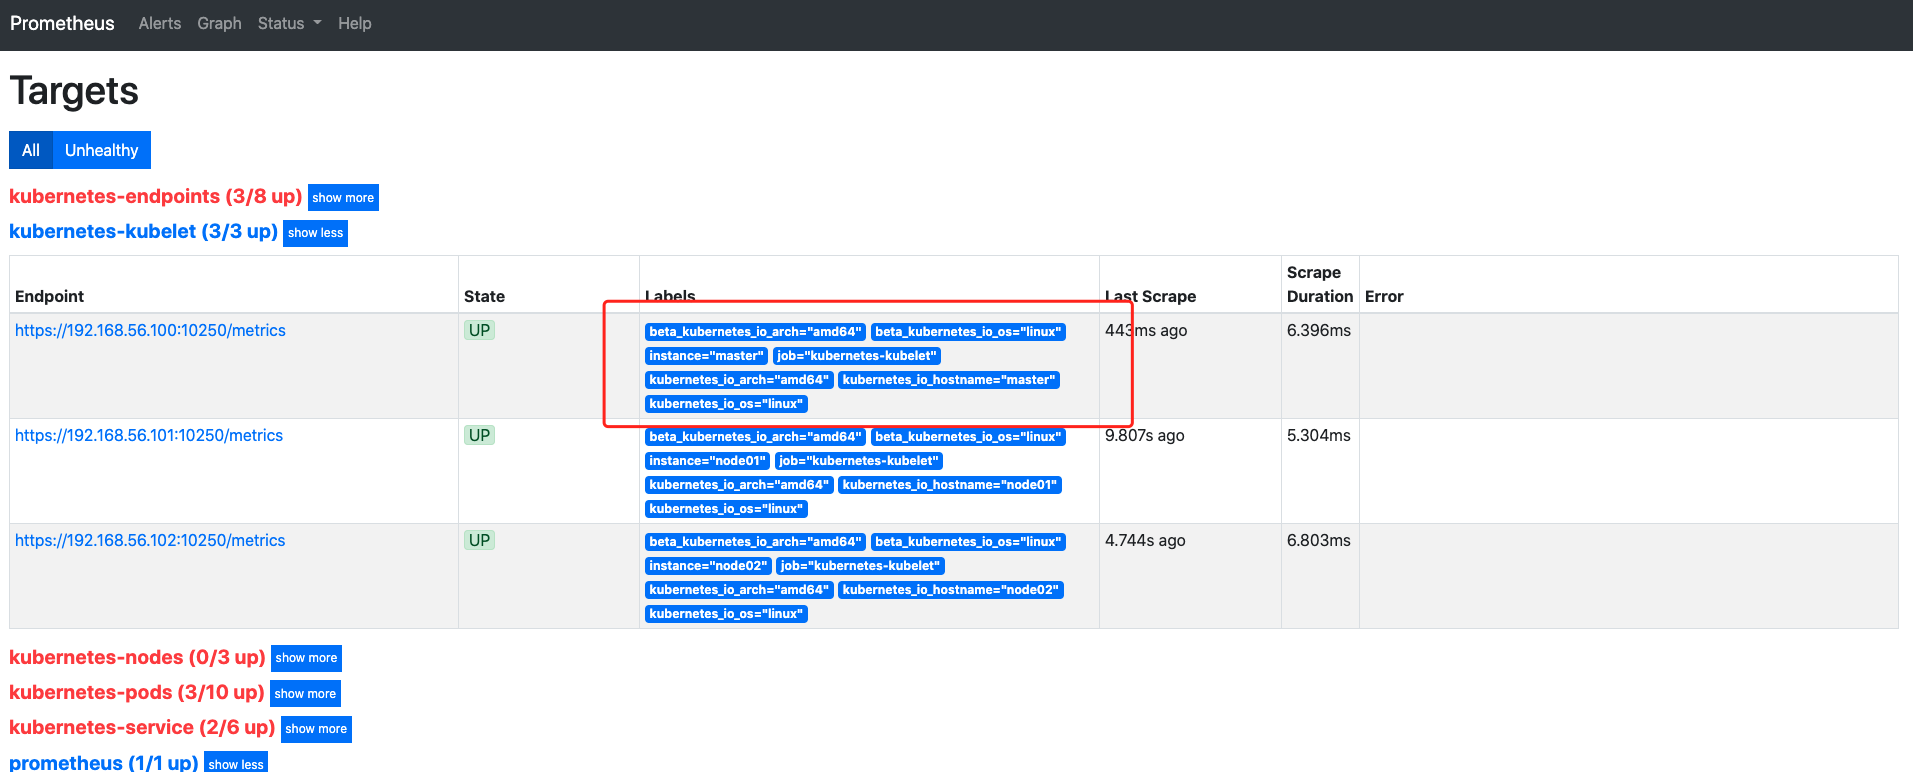 Prometheus Alerts Graph Status Help
Targets
All Unhealthy
kubernetes-endpoints (3/8 up) show more
kubernetes-kubelet (3/3 up) show less
Endpoint State Labels Last Scrape Scrape Duration Error
https://192.168.56.100:10250/metrics UP beta_kubernetes_io_arch="amd64" beta_kubernetes_io_os="linux" 443ms ago 6.396ms
instance="master" job="kubernetes-kubelet"
kubernetes_io_arch="amd64" kubernetes_io_hostname="master"
kubernetes_io_os="linux"
https://192.168.56.101:10250/metrics UP beta_kubernetes_io_arch="amd64" beta_kubernetes_io_os="linux" 9.807s ago 5.304ms
instance="node01" job="kubernetes-kubelet"
kubernetes_io_arch="amd64" kubernetes_io_hostname="node01"
kubernetes_io_os="linux"
https://192.168.56.102:10250/metrics UP beta_kubernetes_io_arch="amd64" beta_kubernetes_io_os="linux" 4.744s ago 6.803ms
instance="node02" job="kubernetes-kubelet"
kubernetes_io_arch="amd64" kubernetes_io_hostname="node02"
kubernetes_io_os="linux"
kubernetes-nodes (0/3 up) show more
kubernetes-pods (3/10 up) show more
kubernetes-service (2/6 up) show more
prometheus (1/1 up) show less